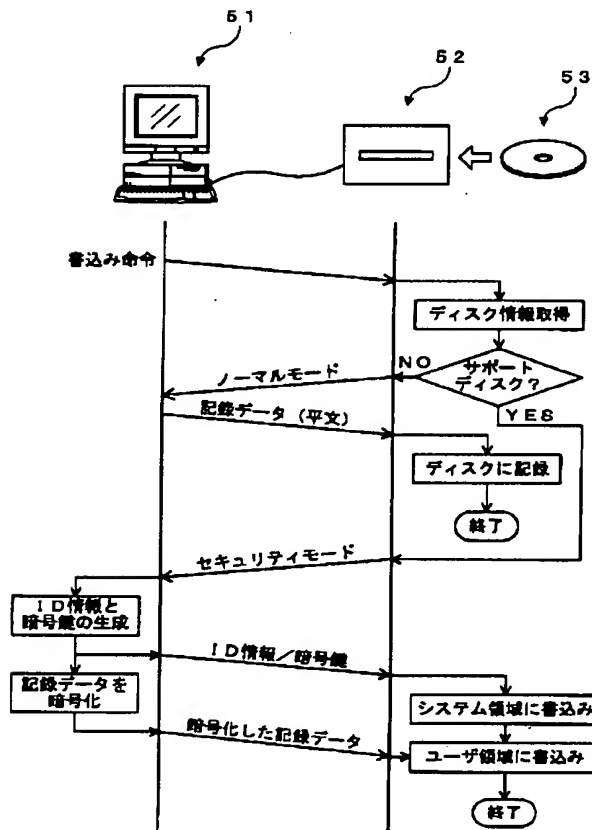 51
52
53
書込み命令
ディスク情報取得
サポート
ディスク?
NO
ノーマルモード
YES
記録データ(平文)
ディスクに記録
終了
セキュリティモード
ID情報と
暗号鍵の生成
ID情報/暗号鍵
記録データを
暗号化
システム領域に書込み
暗号化した記録データ
ユーザ領域に書込み
終了